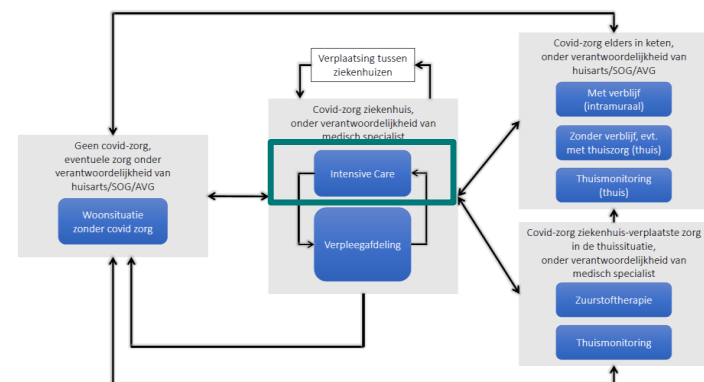 Verplaatsing tussen
ziekenhuizen
Covid-zorg ziekenhuis,
onder verantwoordelijkheid van
medisch specialist
Intensive Care
Verpleegafdeling
Geen covid-zorg,
eventuele zorg onder
verantwoordelijkheid van
huisarts/SOG/AVG
Woonsituatie
zonder covid zorg
Covid-zorg elders in keten,
onder verantwoordelijkheid van
huisarts/SOG/AVG
Met verblijf
(intramuraal)
Zonder verblijf, evt.
met thuiszorg (thuis)
Thuismonitoring
(thuis)
Covid-zorg ziekenhuis-verplaatste zorg
in de thuissituatie,
onder verantwoordelijkheid van
medisch specialist
Zuurstoftherapie
Thuismonitoring